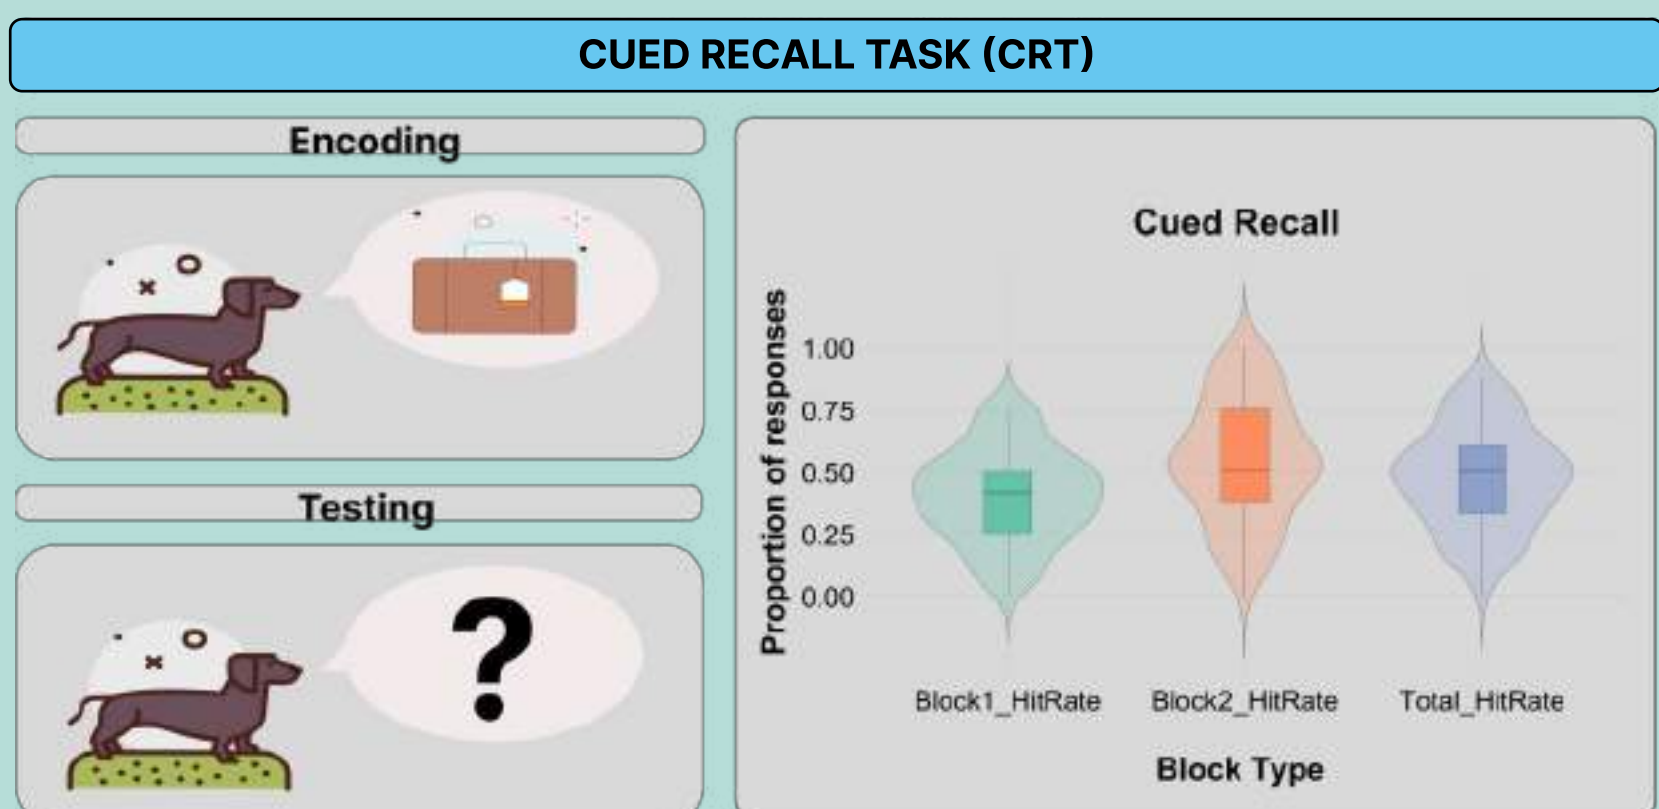 CUED RECALL TASK (CRT)
Encoding
Testing
?
Cued Recall
Proportion of responses
1.00
0.75
0.50
0.25
0.00
Block1_HitRate
Block2_HitRate
Total_HitRate
Block Type